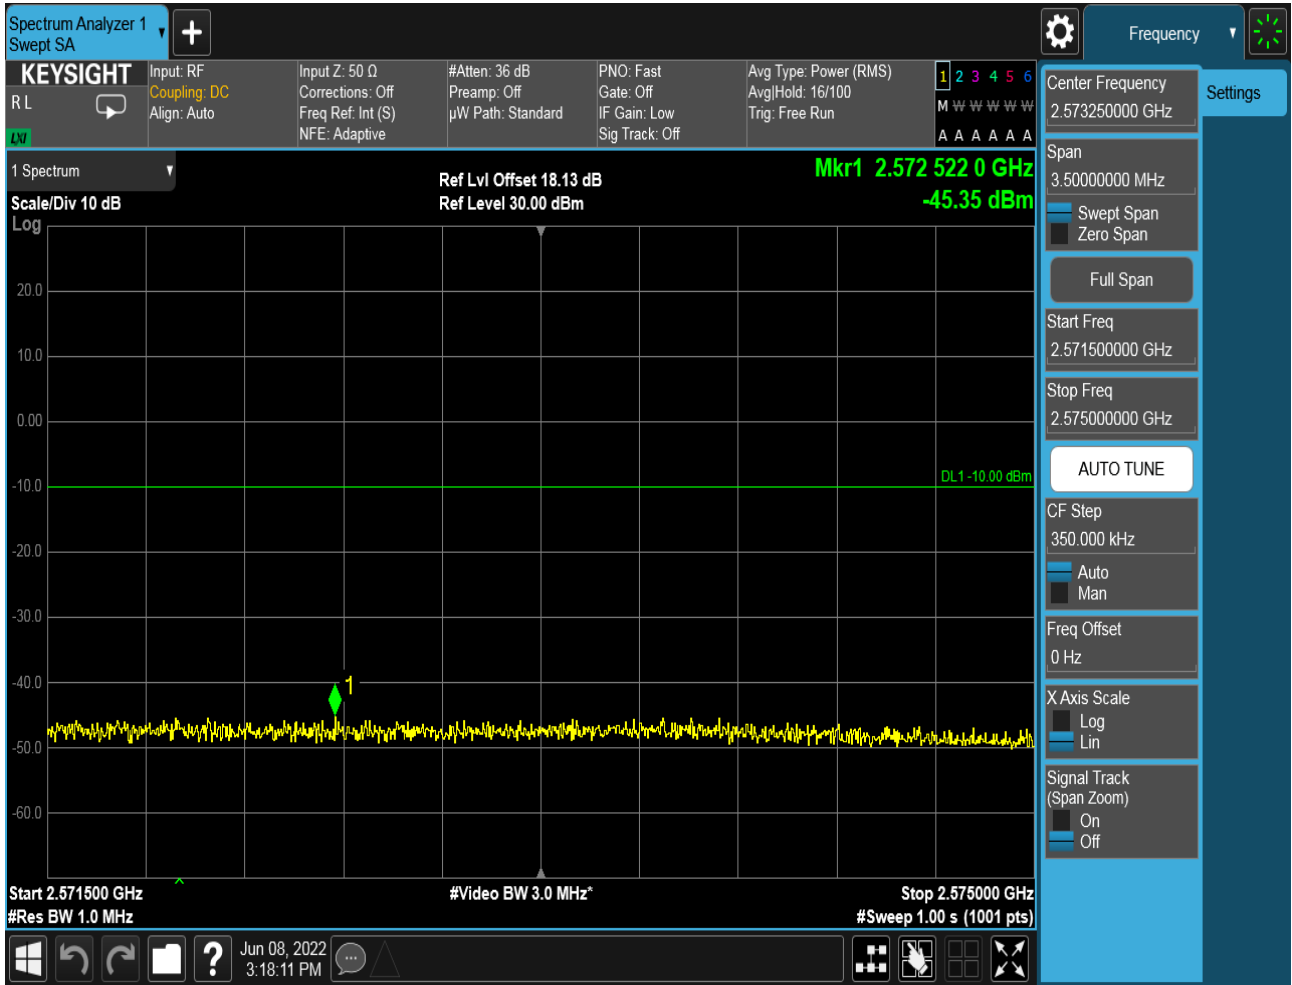 Spectrum Analyzer 1
Swept SA
Frequency
KEYSIGHT
R L
LXI
Input: RF
Coupling: DC
Align: Auto
Input Z: 50 Ω
Corrections: Off
Freq Ref: Int (S)
NFE: Adaptive
#Atten: 36 dB
Preamp: Off
µW Path: Standard
PNO: Fast
Gate: Off
IF Gain: Low
Sig Track: Off
Avg Type: Power (RMS)
Avg|Hold: 16/100
Trig: Free Run
1 2 3 4 5 6
M W W W W W
A A A A A A
1 Spectrum
Scale/Div 10 dB
Log
Ref Lvl Offset 18.13 dB
Ref Level 30.00 dBm
Mkr1 2.572 522 0 GHz
-45.35 dBm
20.0
10.0
0.00
-10.0
-20.0
-30.0
-40.0
-50.0
-60.0
DL1 -10.00 dBm
1
Start 2.571500 GHz
#Res BW 1.0 MHz
#Video BW 3.0 MHz*
Stop 2.575000 GHz
#Sweep 1.00 s (1001 pts)
Jun 08, 2022
3:18:11 PM
?
Center Frequency
2.573250000 GHz
Settings
Span
3.50000000 MHz
Swept Span
Zero Span
Full Span
Start Freq
2.571500000 GHz
Stop Freq
2.575000000 GHz
AUTO TUNE
CF Step
350.000 kHz
Auto
Man
Freq Offset
0 Hz
X Axis Scale
Log
Lin
Signal Track
(Span Zoom)
On
Off